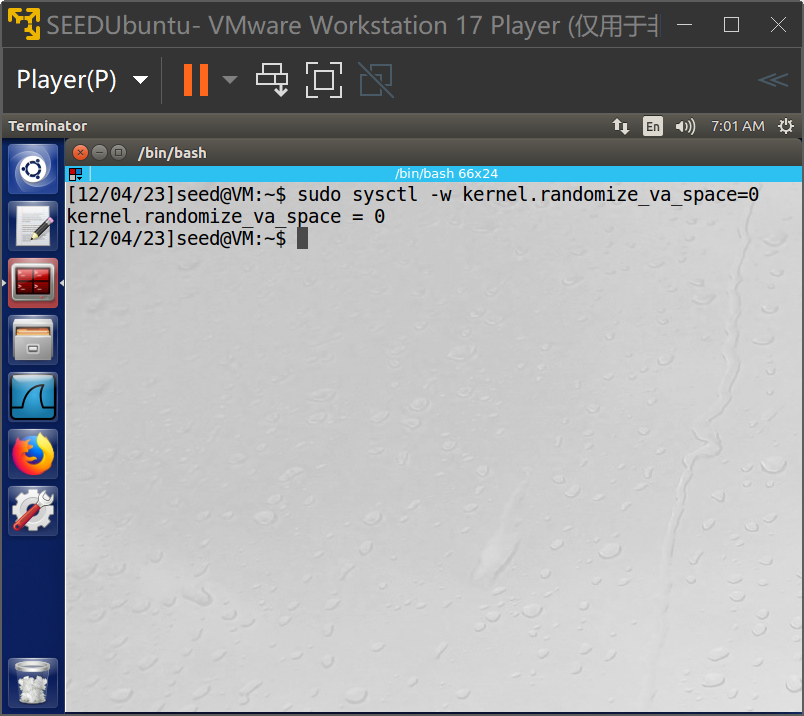 SEEDUbuntu- VMware Workstation 17 Player (仅用于非
Player(P)
Terminator
En
7:01 AM
/bin/bash
/bin/bash 66x24
[12/04/23]seed@VM:~$ sudo sysctl -w kernel.randomize_va_space=0
kernel.randomize_va_space = 0
[12/04/23]seed@VM:~$